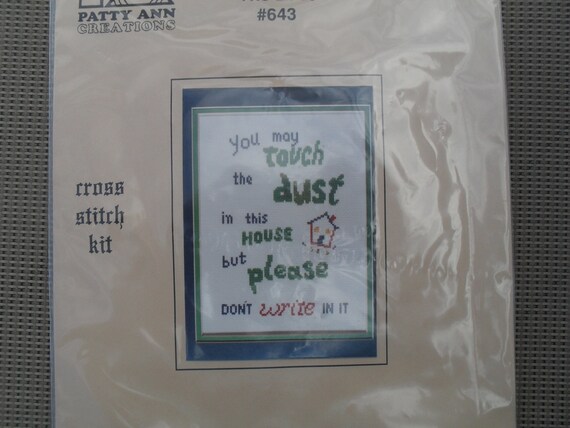 PATTY ANN
CREATIONS
#643
cross
stitch
kit
you may
touch
the
dust
in this
HOUSE
but
please
DON'T write IN IT